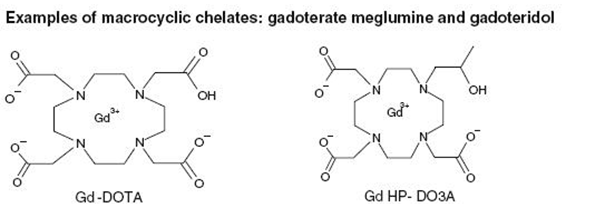 Examples of macrocyclic chelates: gadoterate meglumine and gadoteridol
O O O
O⁻ N N OH O⁻ N N OH
Gd³⁺ Gd³⁺
O⁻ N N O⁻ O⁻ N N O⁻
O O O O
Gd-DOTA Gd HP- DO3A